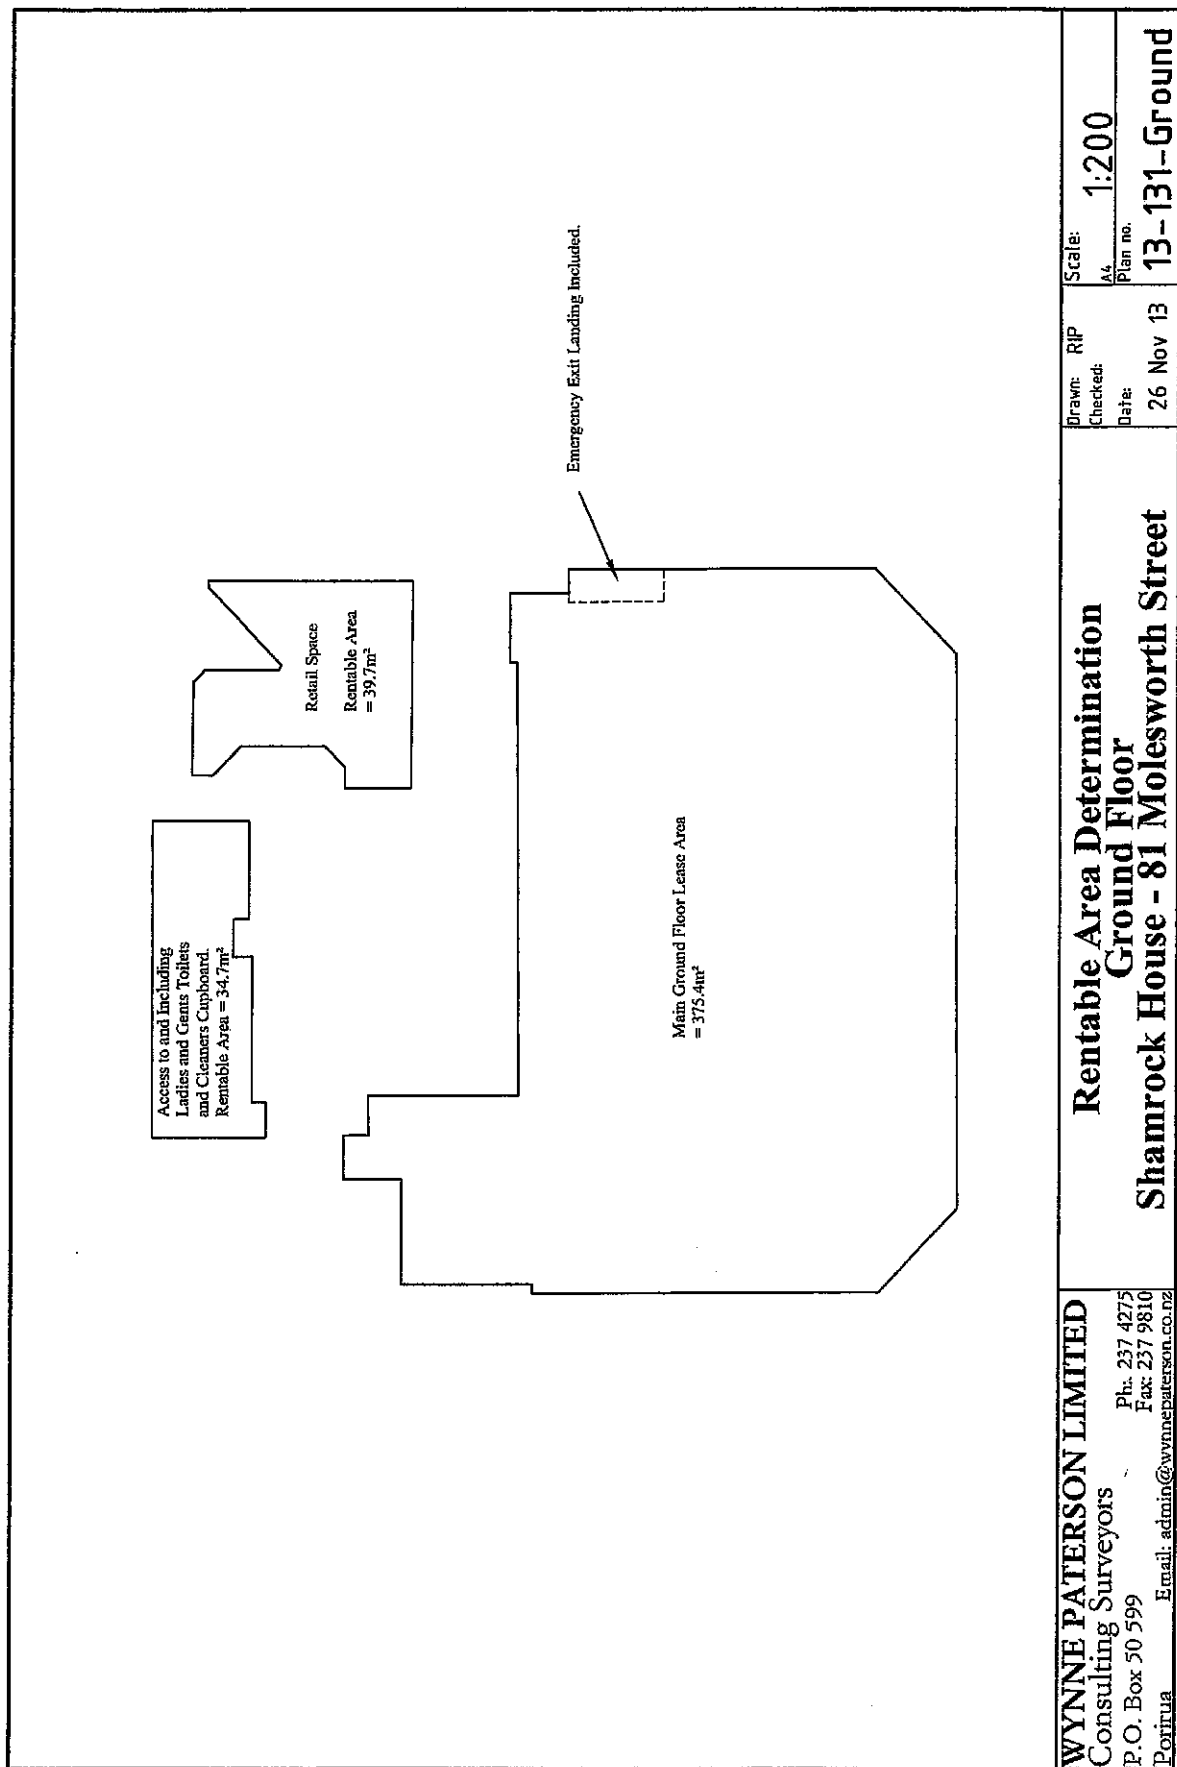 Access to and Including
Ladies and Gents Toilets
and Cleaners Cupboard.
Rentable Area = 34.7m²
Retail Space
Rentable Area
= 39.7m²
Emergency Exit Landing Included.
Main Ground Floor Lease Area
= 375.4m²
WYNNE PATERSON LIMITED
Consulting Surveyors
P.O. Box 50 599
Porirua
Ph: 237 4275
Fax: 237 9810
Email: admin@wynnepaterson.co.nz
Rentable Area Determination
Ground Floor
Shamrock House - 81 Molesworth Street
Drawn: RIP
Checked:
Date:
26 Nov 13
Scale:
A4 1:200
Plan no.
13-131-Ground